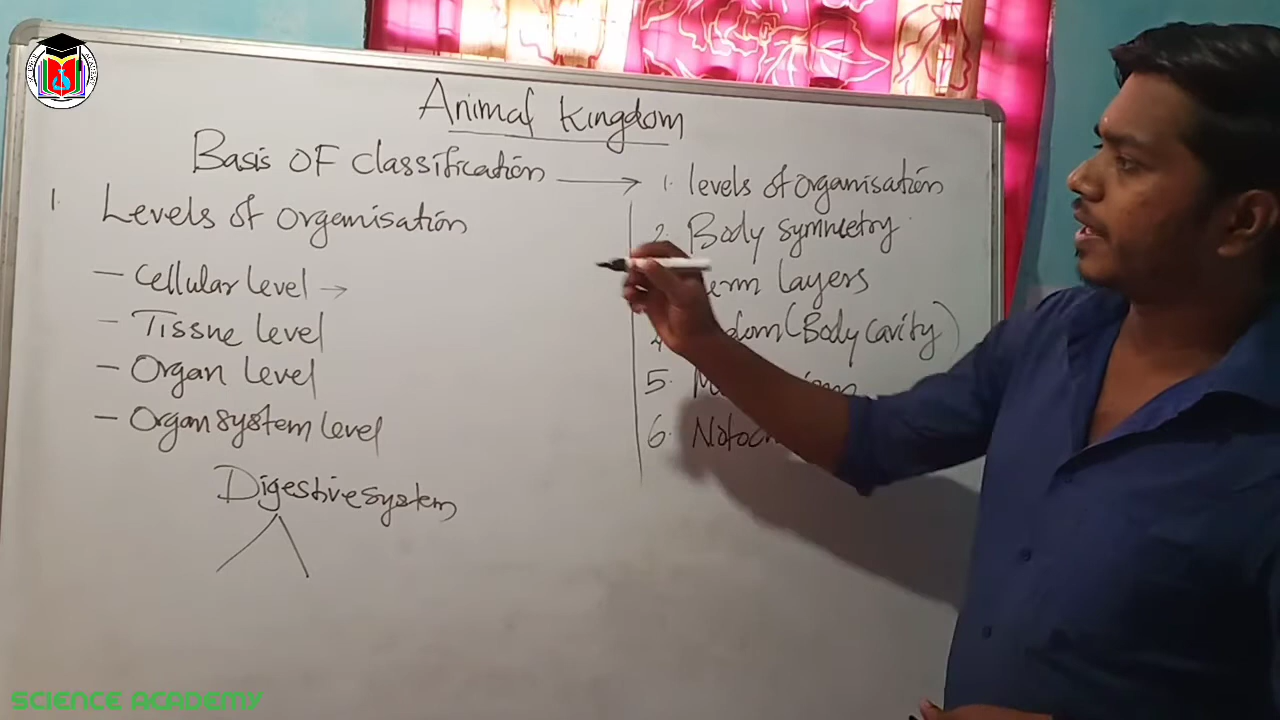 Animal Kingdom
Basis OF classification
1. levels of organisation
2. Body symmetry
layers
(Body cavity)
5.
6.
1. Levels of organisation
- Cellular Level →
- Tissue level
- Organ Level
- Organ system Level
Digestive system
SCIENCE ACADEMY